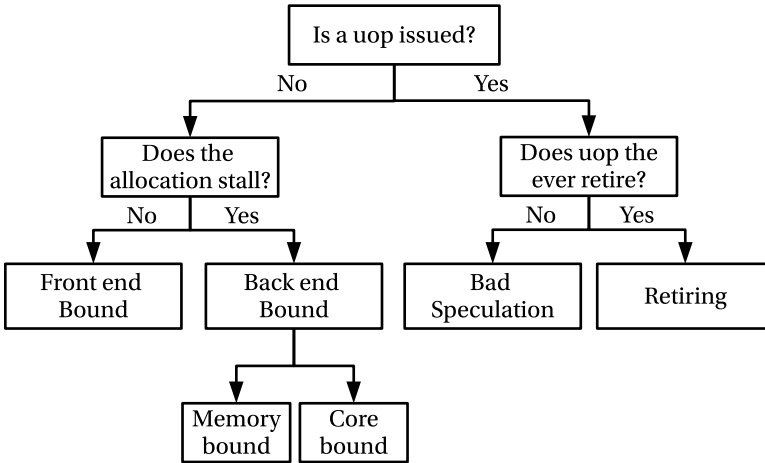 Is a uop issued?
No
Yes
Does the
allocation stall?
Does uop the
ever retire?
No
Yes
No
Yes
Front end
Bound
Back end
Bound
Bad
Speculation
Retiring
Memory
bound
Core
bound